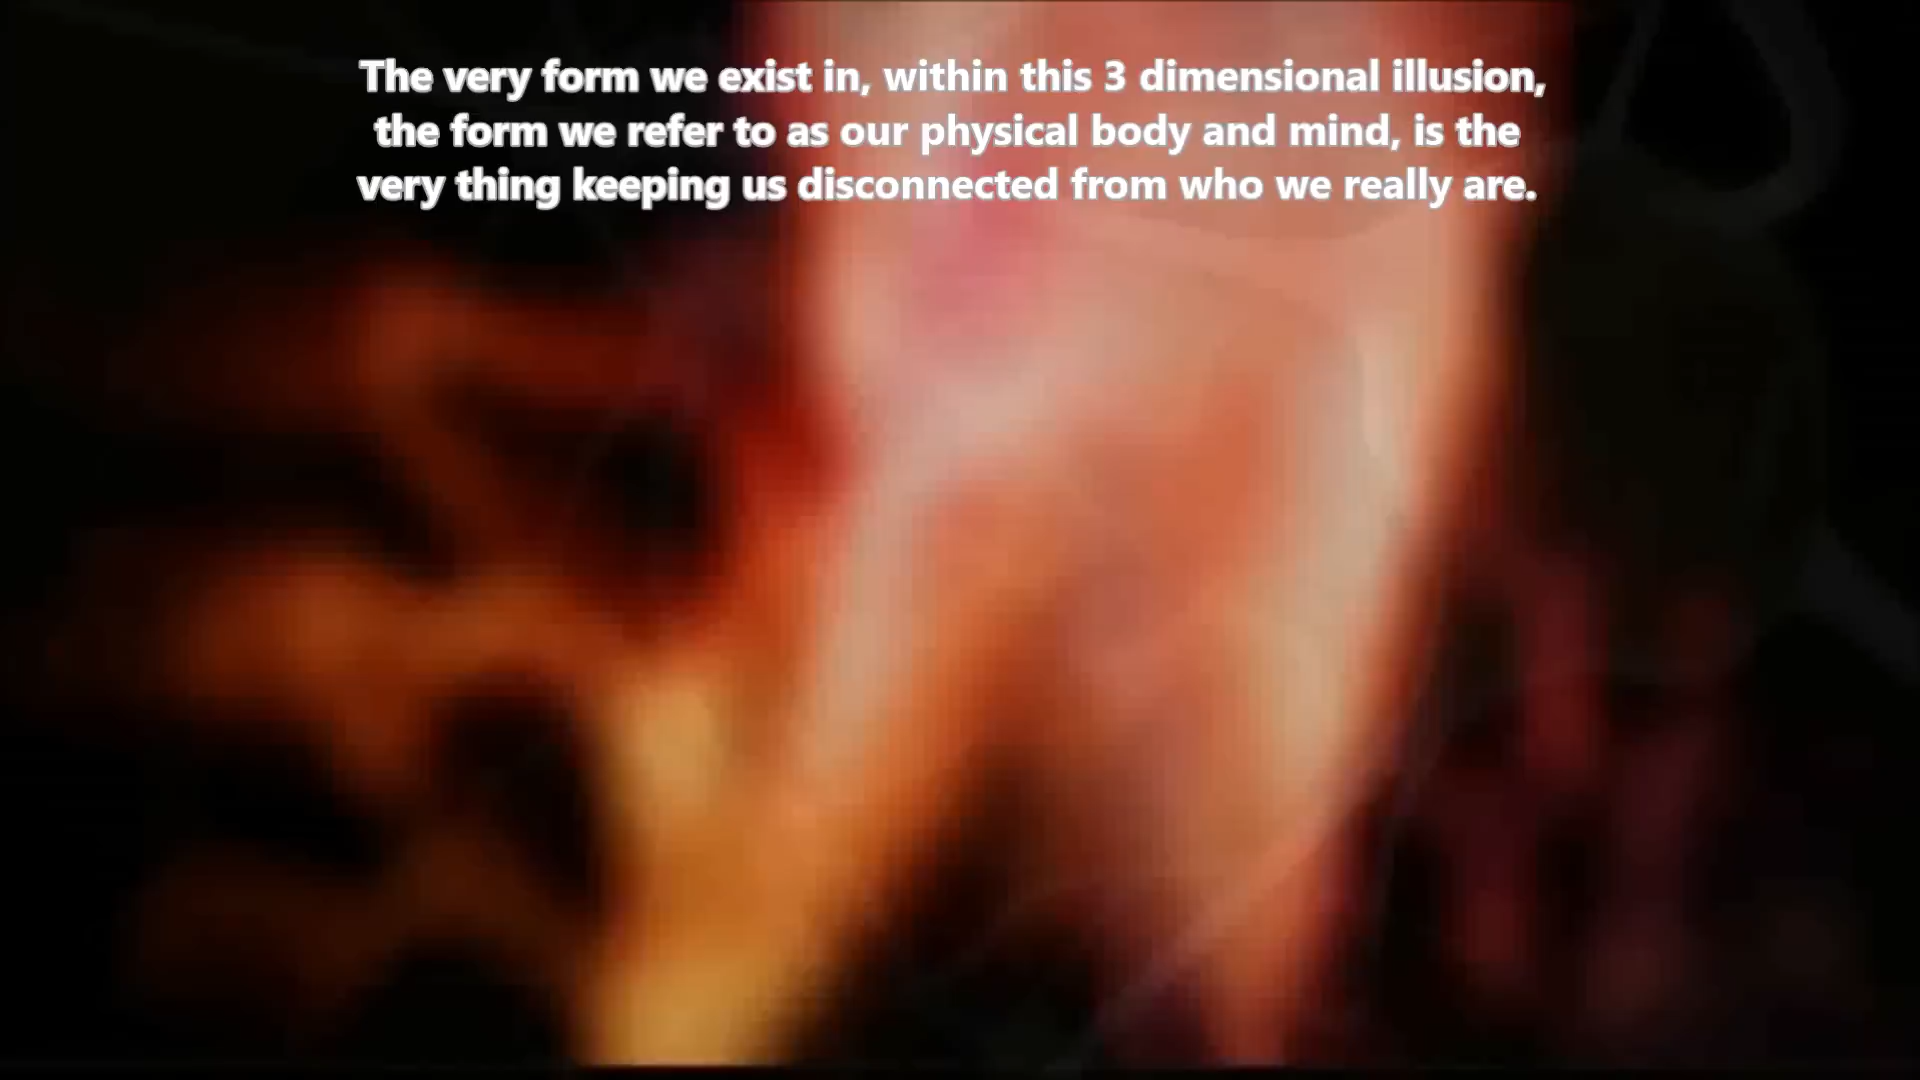 The very form we exist in, within this 3 dimensional illusion,
the form we refer to as our physical body and mind, is the
very thing keeping us disconnected from who we really are.